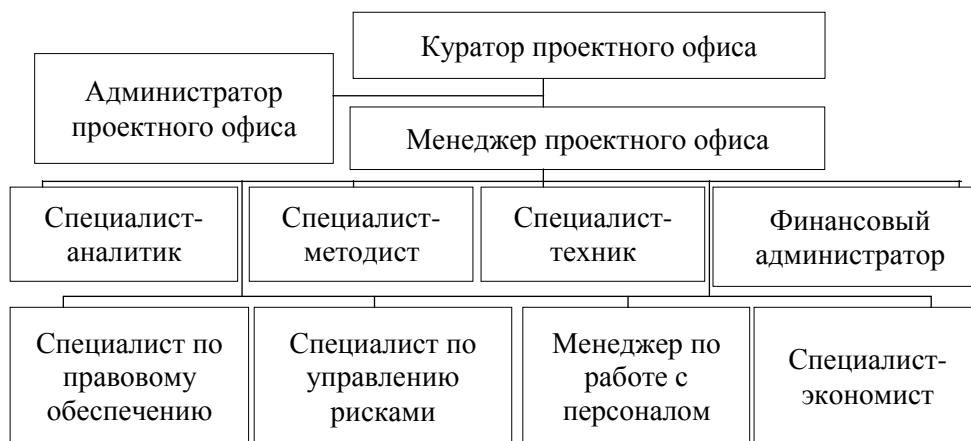 Куратор проектного офиса
Администратор
проектного офиса
Менеджер проектного офиса
Специалист-
аналитик
Специалист-
методист
Специалист-
техник
Финансовый
администратор
Специалист по
правовому
обеспечению
Специалист по
управлению
рисками
Менеджер по
работе с
персоналом
Специалист-
экономист